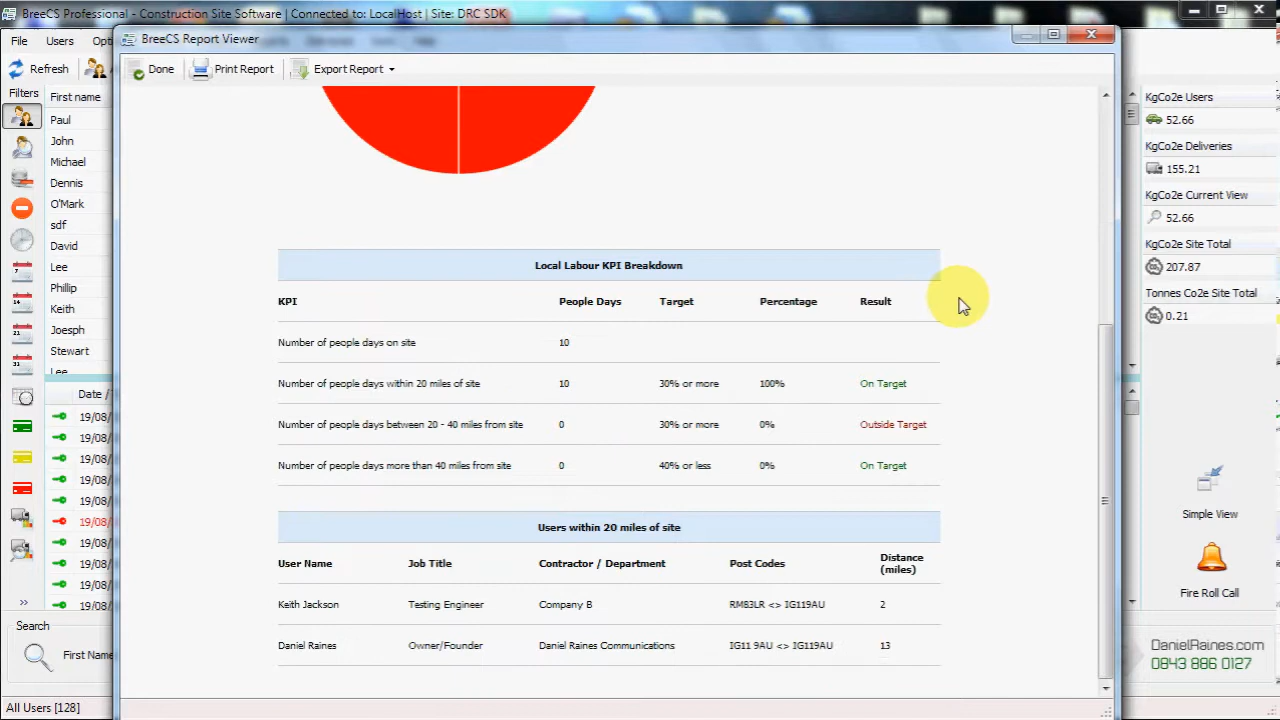 BreeCS Professional - Construction Site Software | Connected to: LocalHost | Site: DRC SDK
File Users
BreeCS Report Viewer
Refresh
Done Print Report Export Report
Filters
First name
Paul
John
Michael
Dennis
O'Mark
sdf
David
Lee
Phillip
Keith
Joesph
Stewart
Lee
Date /
19/08/
19/08/
19/08/
19/08/
19/08/
19/08/
19/08/
19/08/
19/08/
19/08/
7
14
21
31
»
Search
First Name
All Users [128]
Local Labour KPI Breakdown
KPI People Days Target Percentage Result
Number of people days on site 10
Number of people days within 20 miles of site 10 30% or more 100% On Target
Number of people days between 20 - 40 miles from site 0 30% or more 0% Outside Target
Number of people days more than 40 miles from site 0 40% or less 0% On Target
Users within 20 miles of site
User Name Job Title Contractor / Department Post Codes Distance (miles)
Keith Jackson Testing Engineer Company B RM83LR <> IG119AU 2
Daniel Raines Owner/Founder Daniel Raines Communications IG11 9AU <> IG119AU 13
KgCo2e Users
52.66
KgCo2e Deliveries
155.21
KgCo2e Current View
52.66
KgCo2e Site Total
207.87
Tonnes Co2e Site Total
0.21
Simple View
Fire Roll Call
DanielRaines.com
0843 886 0127